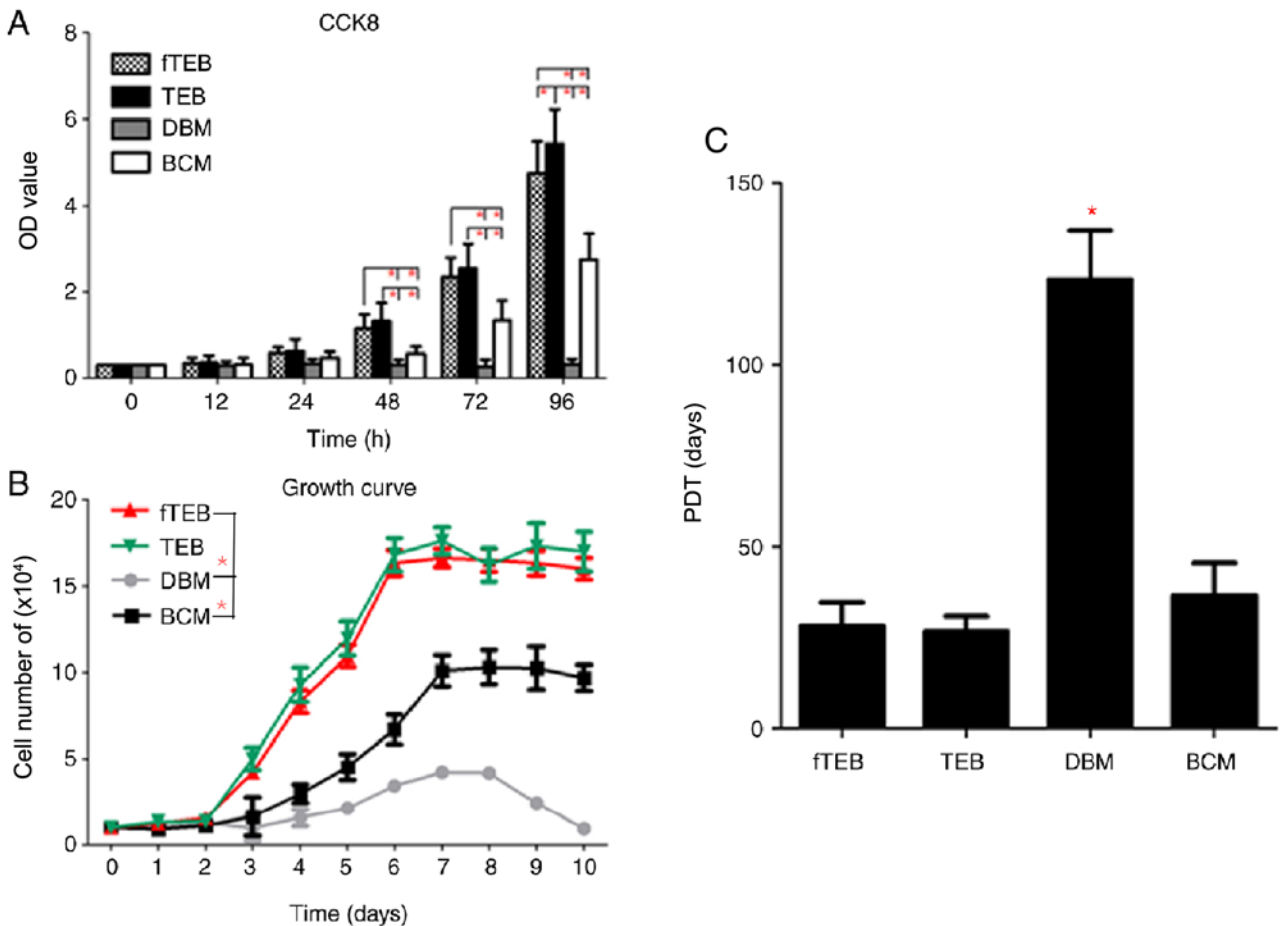 A
CCK8
8
6
4
2
0
OD value
fTEB
TEB
DBM
BCM
* *
* * *
* *
* *
* *
* *
0 12 24 48 72 96
Time (h)
B
Growth curve
20
15
10
5
0
Cell number of (x10⁴)
fTEB
TEB
*
DBM
*
BCM
0 1 2 3 4 5 6 7 8 9 10
Time (days)
C
150
100
50
0
PDT (days)
*
fTEB TEB DBM BCM